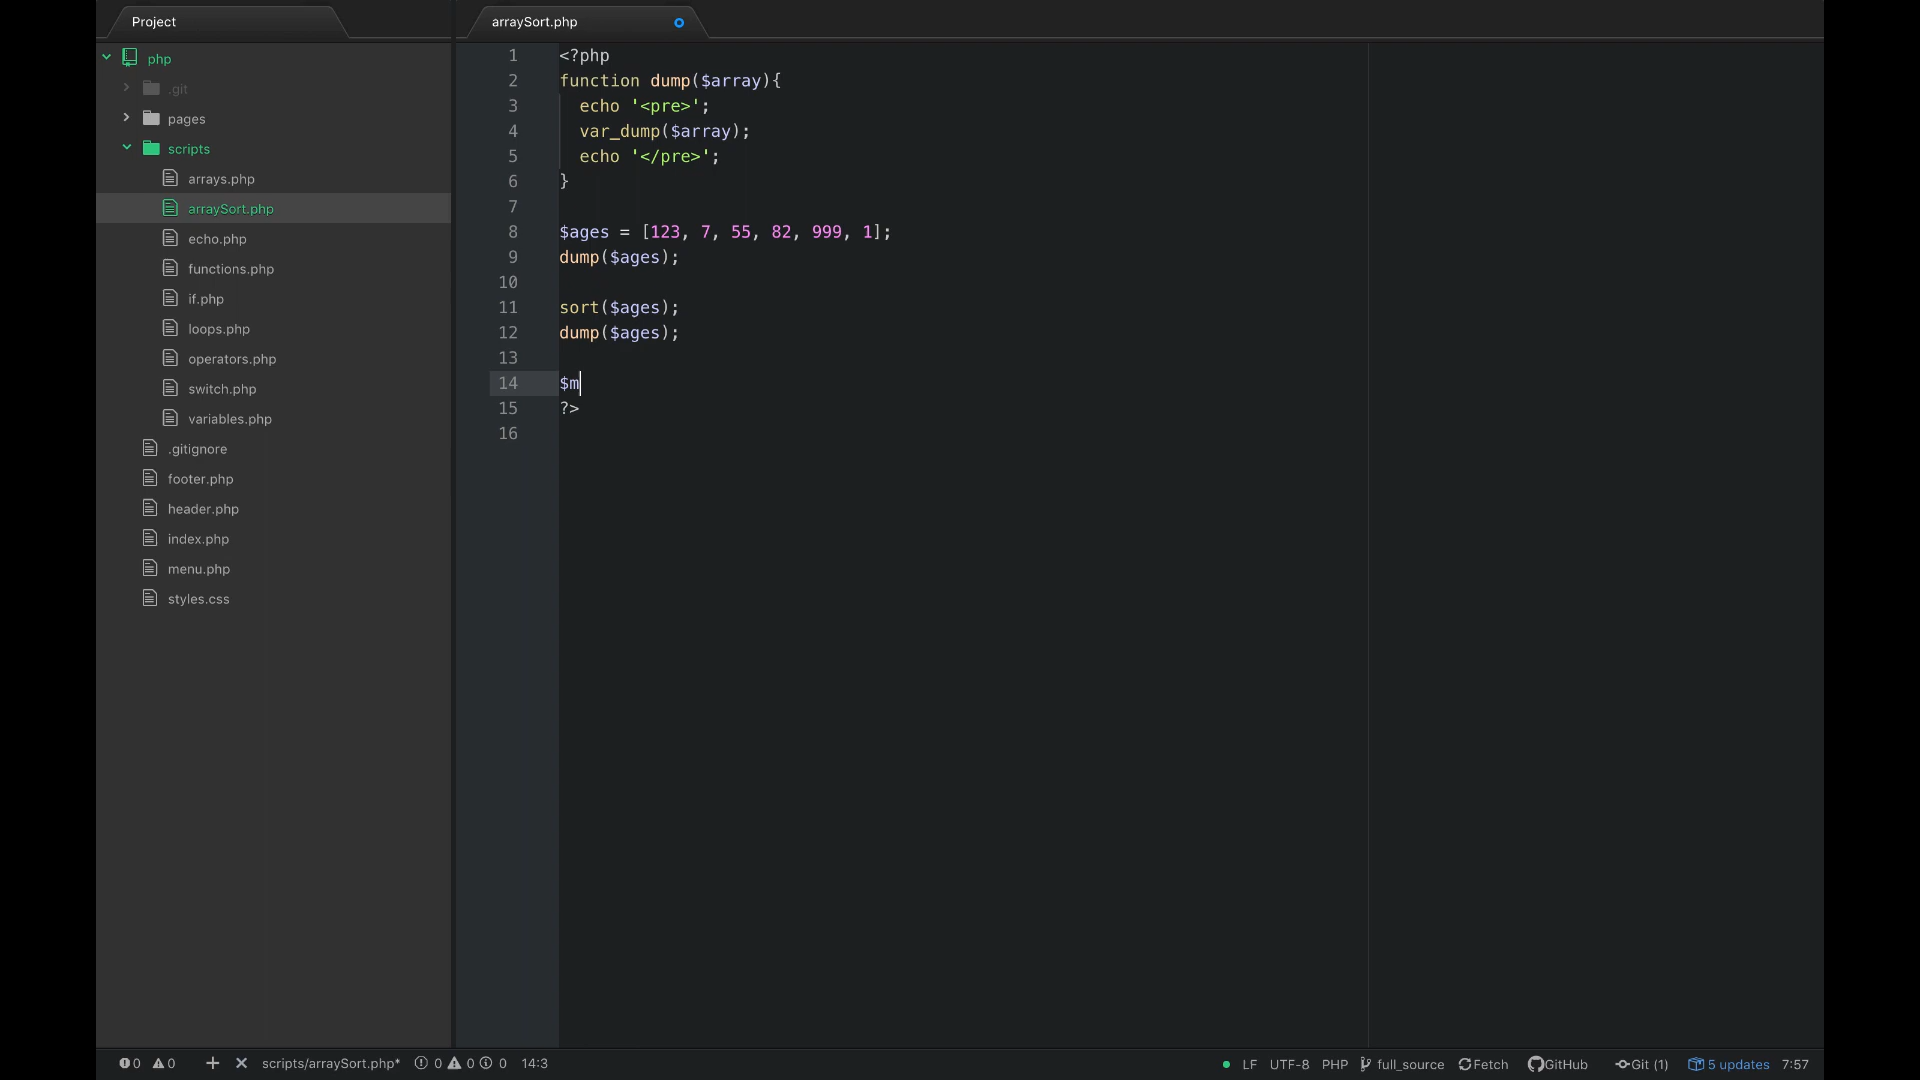 Project
php
.git
pages
scripts
arrays.php
arraySort.php
echo.php
functions.php
if.php
loops.php
operators.php
switch.php
variables.php
.gitignore
footer.php
header.php
index.php
menu.php
styles.css
arraySort.php
1 <?php
2 function dump($array){
3 echo '<pre>';
4 var_dump($array);
5 echo '</pre>';
6 }
7
8 $ages = [123, 7, 55, 82, 999, 1];
9 dump($ages);
10
11 sort($ages);
12 dump($ages);
13
14 $m
15 ?>
16
0 0 + scripts/arraySort.php* 0 0 0 14:3 LF UTF-8 PHP full_source Fetch GitHub Git (1) 5 updates 7:57